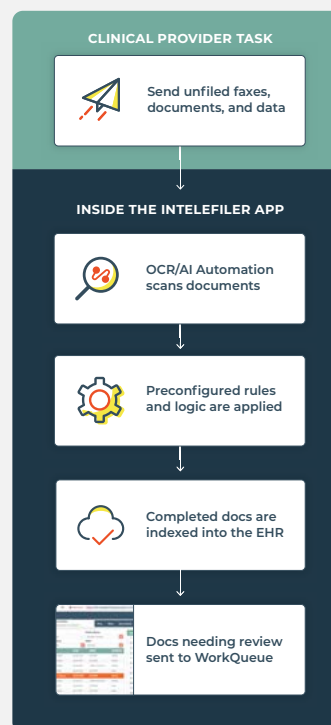 CLINICAL PROVIDER TASK
Send unfiled faxes,
documents, and data
INSIDE THE INTELEFILER APP
OCR/AI Automation
scans documents
Preconfigured rules
and logic are applied
Completed docs are
indexed into the EHR
Docs needing review
sent to WorkQueue